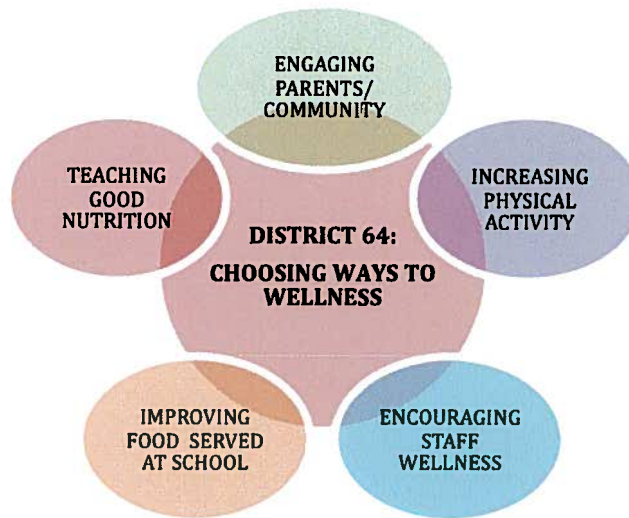 ENGAGING
PARENTS/
COMMUNITY
TEACHING
GOOD
NUTRITION
INCREASING
PHYSICAL
ACTIVITY
DISTRICT 64:
CHOOSING WAYS TO
WELLNESS
IMPROVING
FOOD SERVED
AT SCHOOL
ENCOURAGING
STAFF
WELLNESS